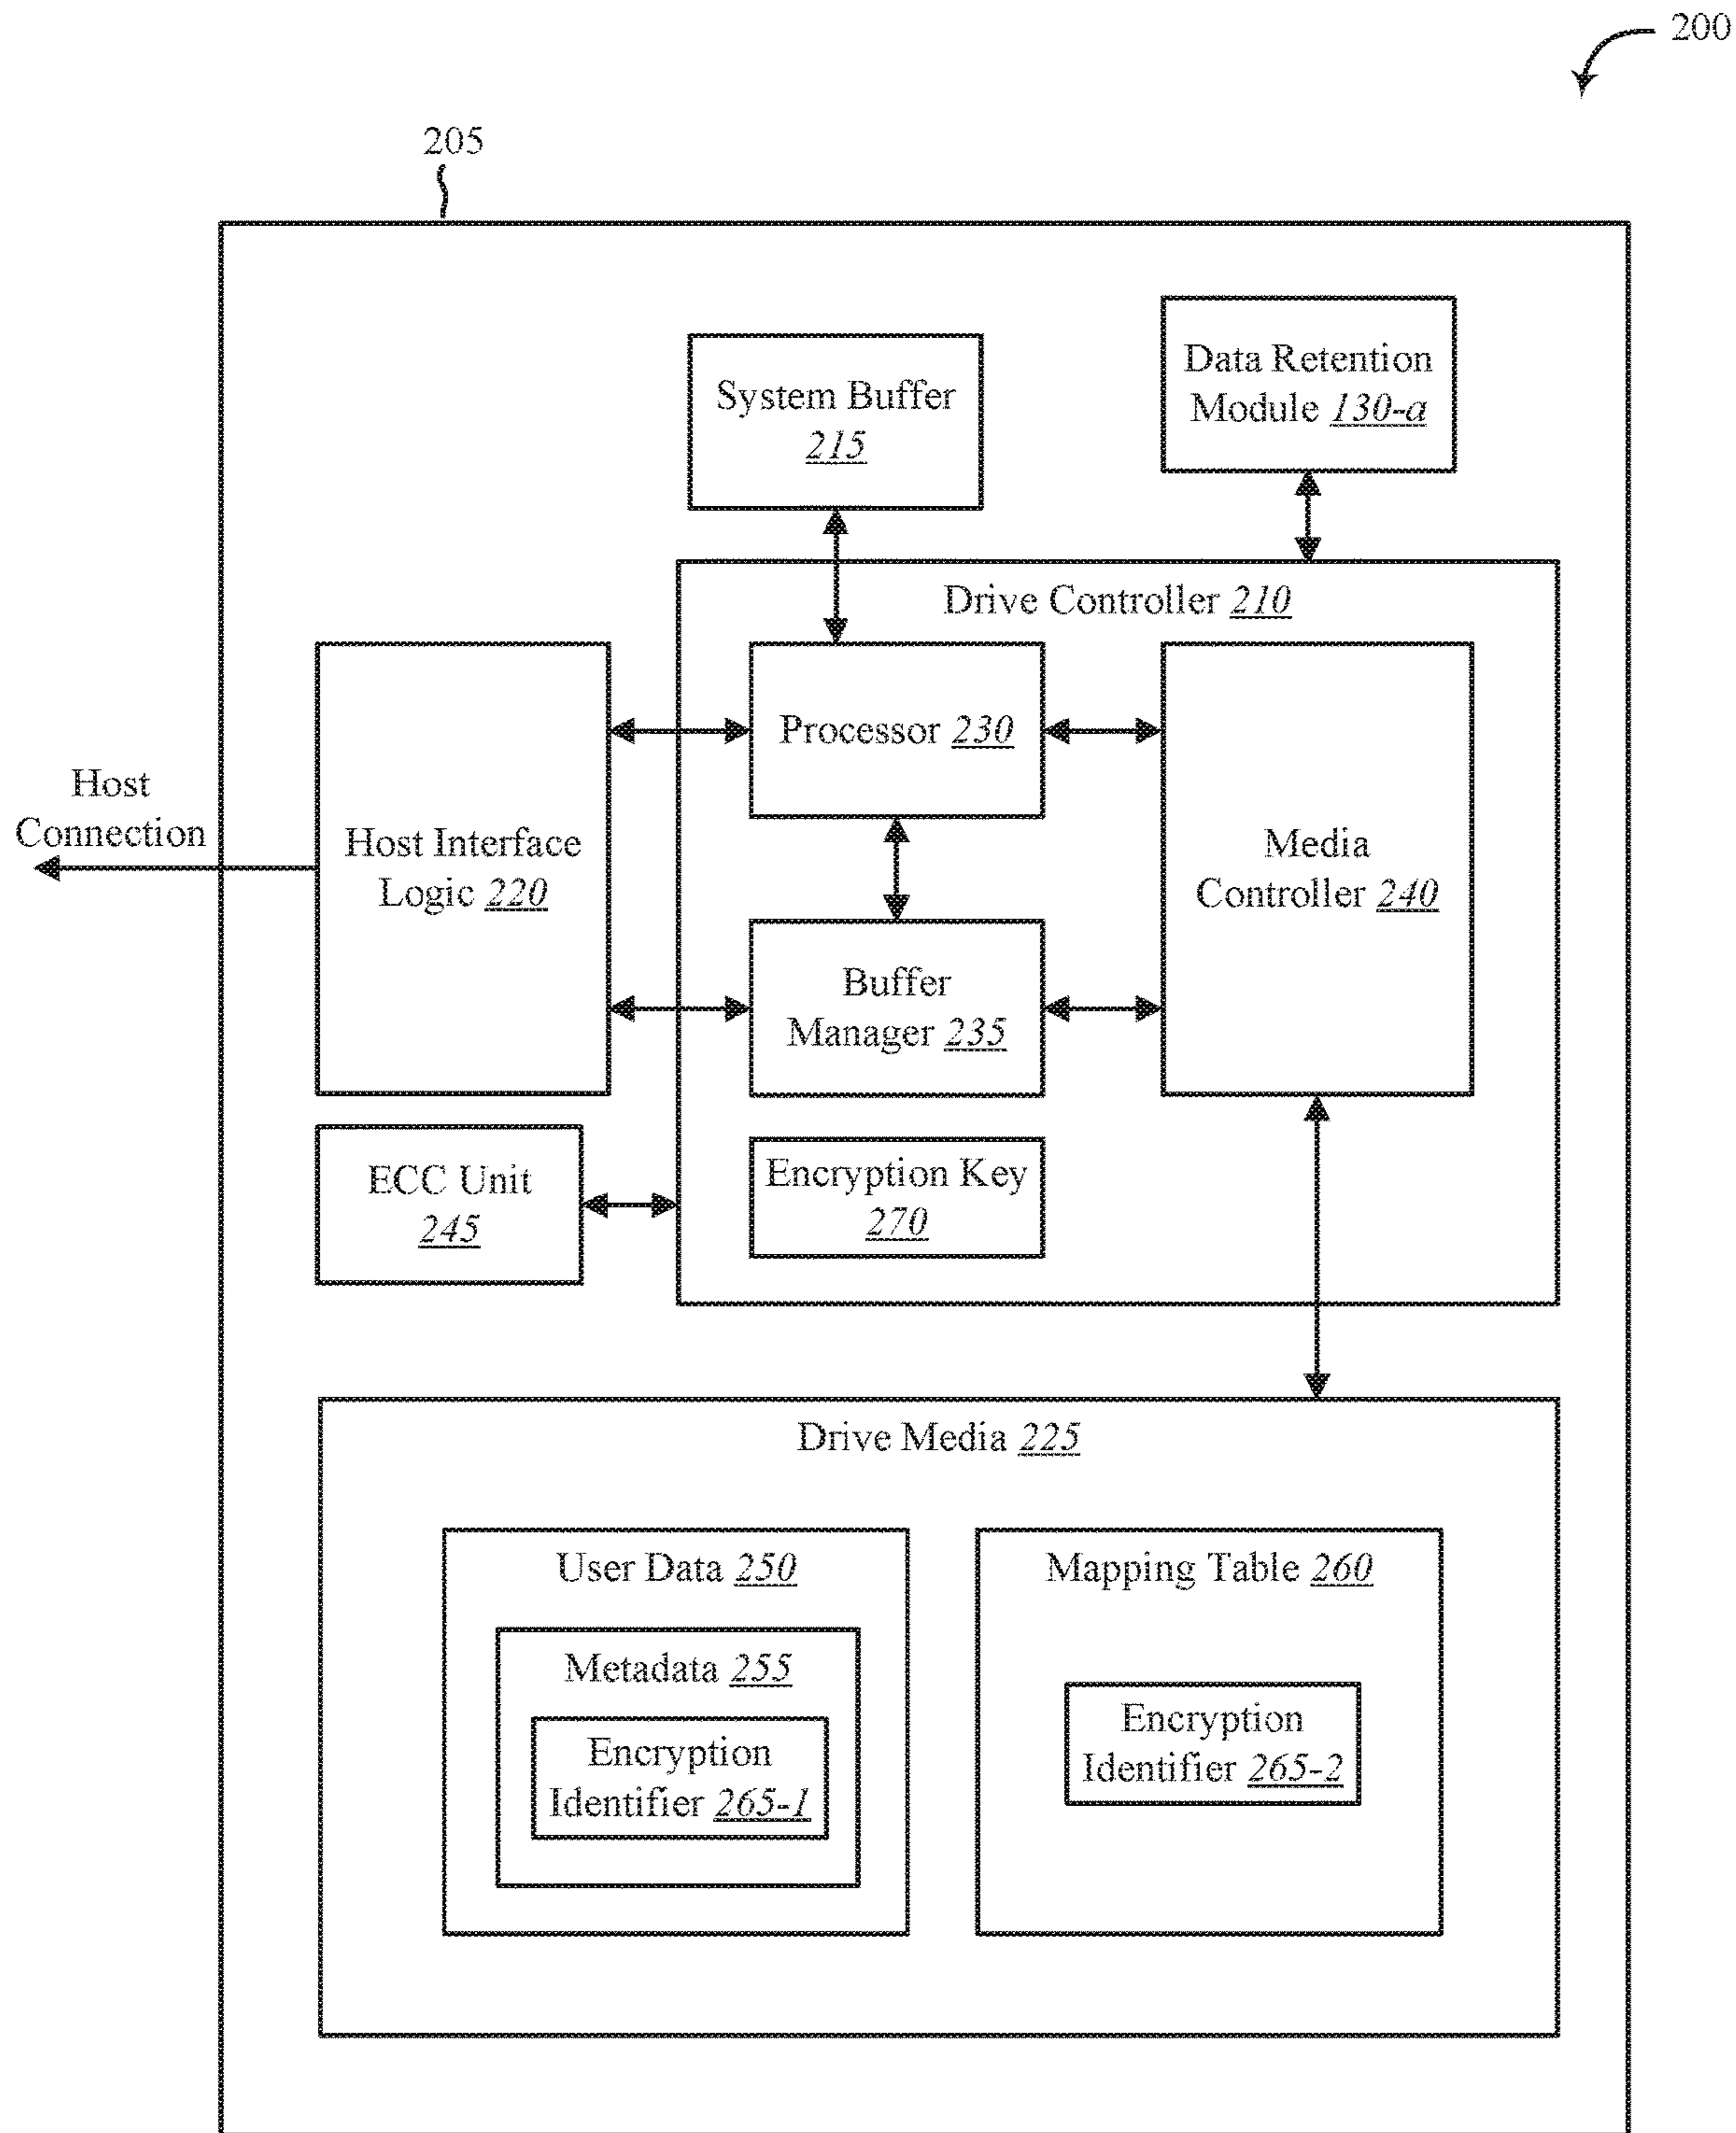 200
205
System Buffer
215
Data Retention
Module 130-a
Drive Controller 210
Host
Connection
Host Interface
Logic 220
Processor 230
Media
Controller 240
Buffer
Manager 235
ECC Unit
245
Encryption Key
270
Drive Media 225
User Data 250
Metadata 255
Encryption
Identifier 265-1
Mapping Table 260
Encryption
Identifier 265-2